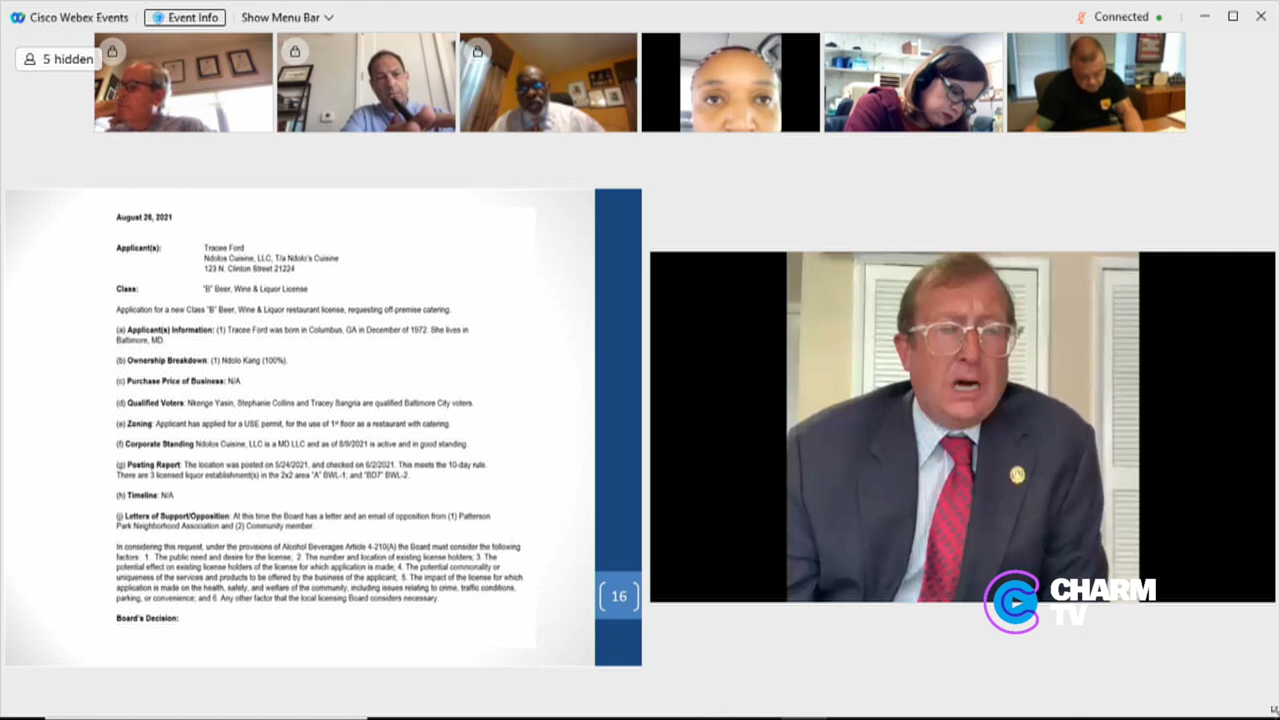 Cisco Webex Events
Event Info
Show Menu Bar
Connected
5 hidden
August 26, 2021
Applicant(s): Tracee Ford
Ndolos Cuisine, LLC, T/a Ndolo's Cuisine
123 N. Clinton Street 21224
Class: "B" Beer, Wine & Liquor License
Application for a new Class "B" Beer, Wine & Liquor restaurant license, requesting off-premise catering.
(a) Applicant(s) Information: (1) Tracee Ford was born in Columbus, GA in December of 1972. She lives in
Baltimore, MD.
(b) Ownership Breakdown: (1) Ndolo Kang (100%).
(c) Purchase Price of Business: N/A
(d) Qualified Voters: Nkenge Yasin, Stephanie Collins and Tracey Sangria are qualified Baltimore City voters.
(e) Zoning: Applicant has applied for a USE permit, for the use of 1st floor as a restaurant with catering.
(f) Corporate Standing Ndolos Cuisine, LLC is a MD LLC and as of 8/9/2021 is active and in good standing.
(g) Posting Report: The location was posted on 5/24/2021, and checked on 6/2/2021. This meets the 10-day rule.
There are 3 licensed liquor establishment(s) in the 2x2 area "A" BWL-1; and "BD7" BWL-2.
(h) Timeline: N/A
(i) Letters of Support/Opposition: At this time the Board has a letter and an email of opposition from (1) Patterson
Park Neighborhood Association and (2) Community member.
In considering this request, under the provisions of Alcohol Beverages Article 4-210(A) the Board must consider the following
factors: 1. The public need and desire for the license; 2. The number and location of existing license holders; 3. The
potential effect on existing license holders of the license for which application is made; 4. The potential commonality or
uniqueness of the services and products to be offered by the business of the applicant; 5. The impact of the license for which
application is made on the health, safety, and welfare of the community, including issues relating to crime, traffic conditions,
parking, or convenience; and 6. Any other factor that the local licensing Board considers necessary.
Board's Decision:
16
CHARM
TV